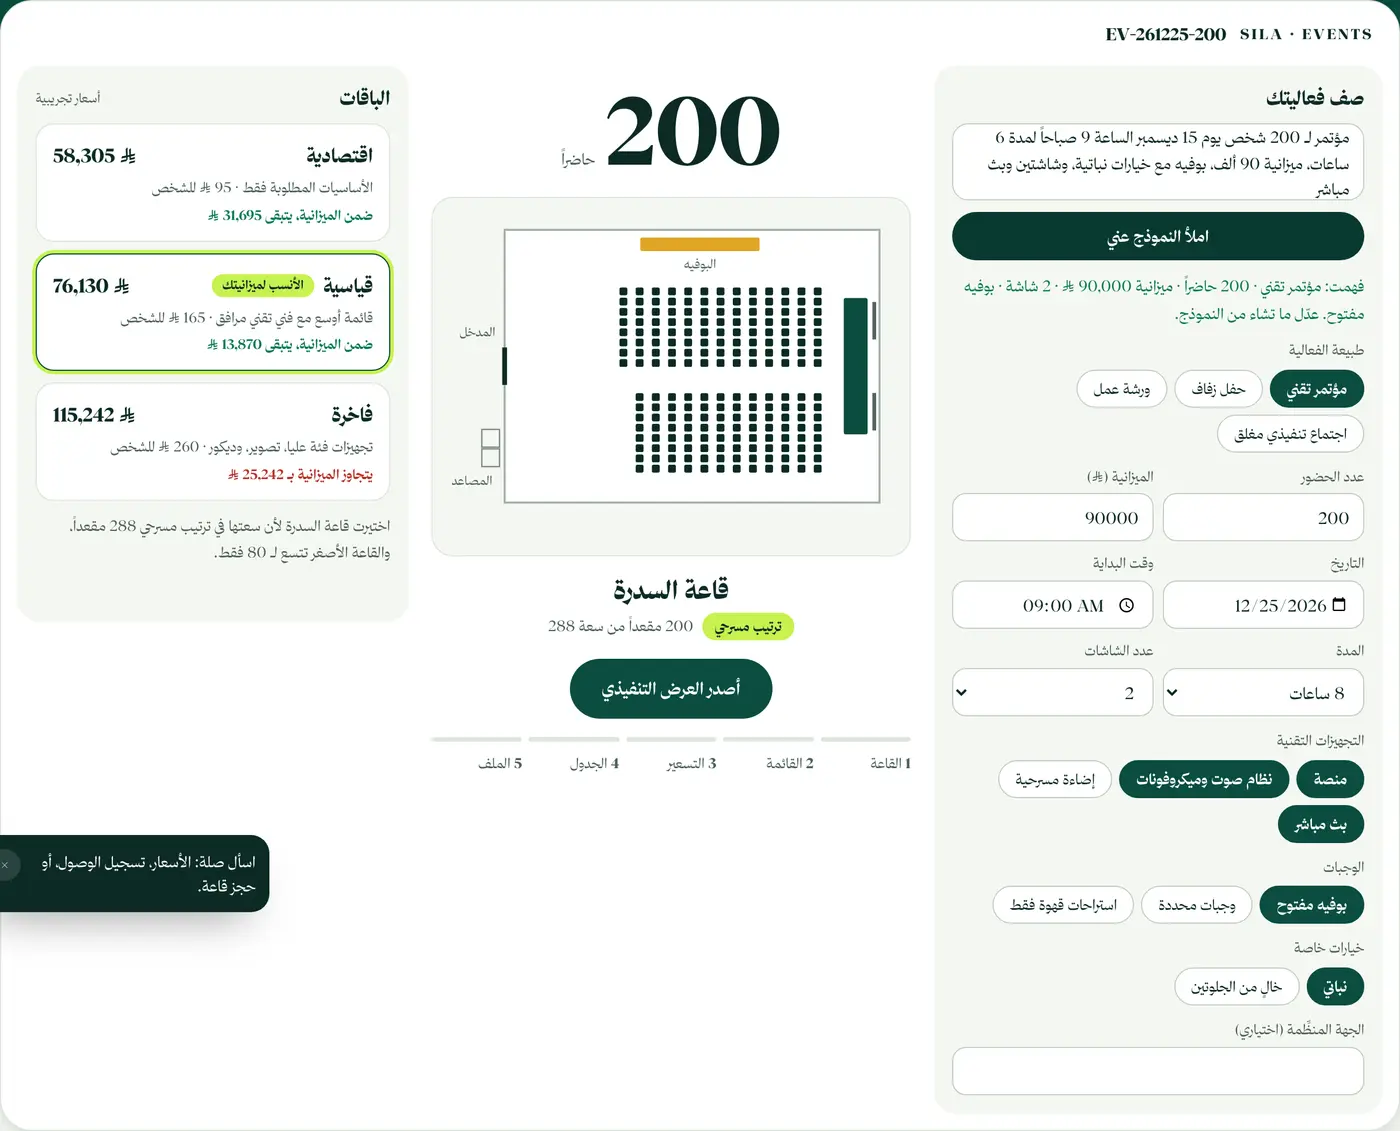 SILA · EVENTS EV-261225-200
صف فعاليتك
مؤتمر لـ 200 شخص يوم 15 ديسمبر الساعة 9 صباحاً لمدة 6
ساعات، ميزانية 90 ألف، بوفيه مع خيارات نباتية، وشاشتين وبث
مباشر
املأ النموذج عني
فهمت: مؤتمر تقني · 200 حاضراً · ميزانية 90,000 ⃁ · 2 شاشة · بوفيه
مفتوح. عدّل ما تشاء من النموذج.
طبيعة الفعالية
مؤتمر تقني
حفل زفاف
ورشة عمل
اجتماع تنفيذي مغلق
عدد الحضور
الميزانية (⃁)
200
90000
التاريخ
وقت البداية
12/25/2026
09:00 AM
المدة
عدد الشاشات
8 ساعات
2
التجهيزات التقنية
منصة
نظام صوت وميكروفونات
إضاءة مسرحية
بث مباشر
الوجبات
بوفيه مفتوح
وجبات محددة
استراحات قهوة فقط
خيارات خاصة
نباتي
خالٍ من الجلوتين
الجهة المنظِّمة (اختياري)
200 حاضراً
البوفيه
المدخل
المصاعد
قاعة السدرة
ترتيب مسرحي
200 مقعداً من سعة 288
أصدر العرض التنفيذي
1 القاعة
2 القائمة
3 التسعير
4 الجدول
5 الملف
الباقات
أسعار تجريبية
اقتصادية
⃁ 58,305
الأساسيات المطلوبة فقط · 95 ⃁ للشخص
ضمن الميزانية، يتبقى 31,695 ⃁
قياسية
الأنسب لميزانيتك
⃁ 76,130
قائمة أوسع مع فني تقني مرافق · 165 ⃁ للشخص
ضمن الميزانية، يتبقى 13,870 ⃁
فاخرة
⃁ 115,242
تجهيزات فئة عليا، تصوير، وديكور · 260 ⃁ للشخص
يتجاوز الميزانية بـ 25,242 ⃁
اختيرت قاعة السدرة لأن سعتها في ترتيب مسرحي 288 مقعداً،
والقاعة الأصغر تتسع لـ 80 فقط.
اسأل صلة: الأسعار، تسجيل الوصول، أو
حجز قاعة.
×